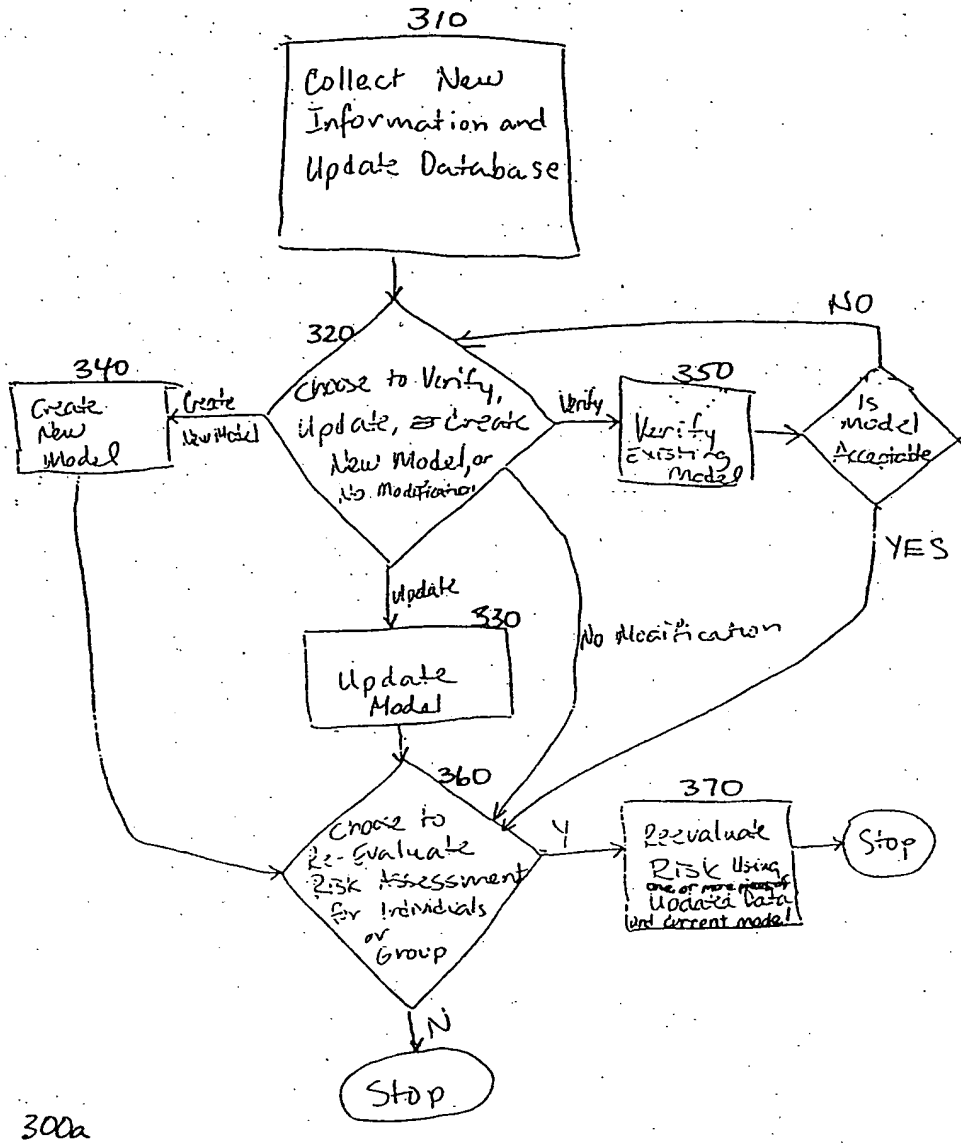 310
Collect New
Information and
Update Database
320
Choose to Verify,
Update, or Create
New Model, or
No Modification
NO
340
Create
New
Model
Create
New Model
Verify
350
Verify
Existing
Model
Is
Model
Acceptable
YES
Update
330
Update
Model
No Modification
360
Choose to
Re-Evaluate
Risk Assessment
for Individuals
or
Group
Y
370
Reevaluate
Risk Using
one or more pieces of
Updated Data
and current model
Stop
N
Stop
300a